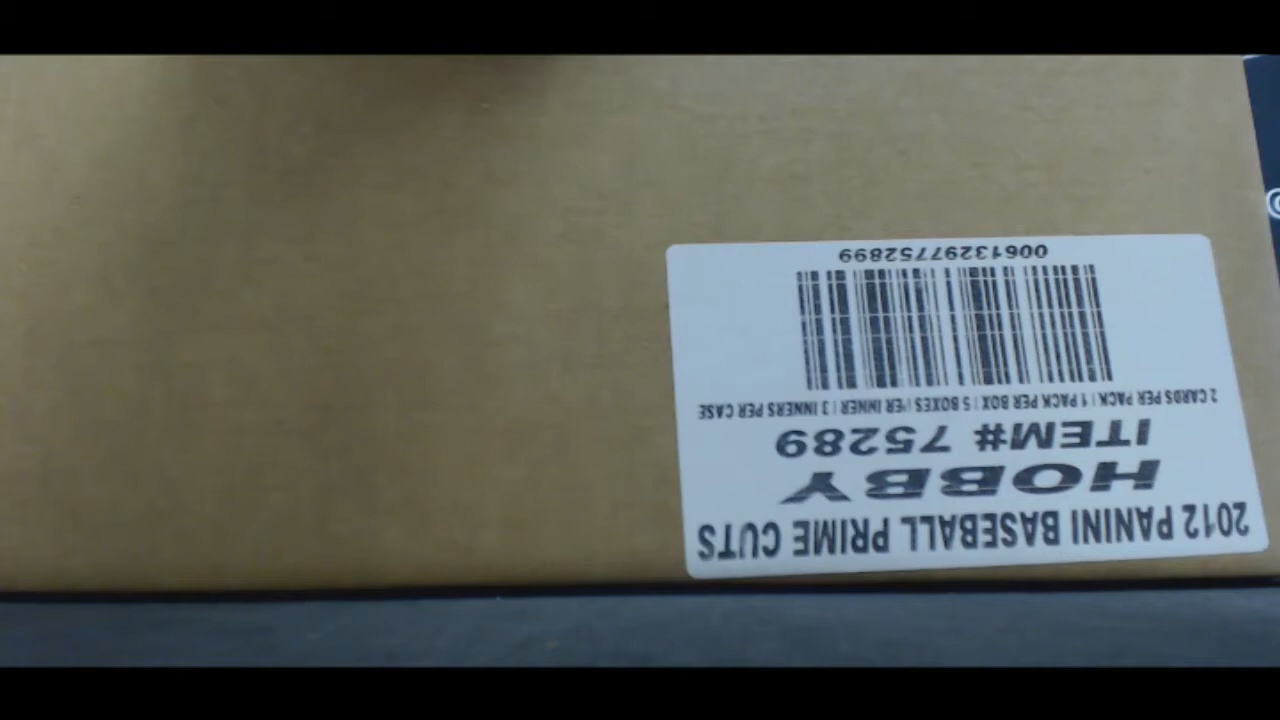 2012 PANINI BASEBALL PRIME CUTS
HOBBY
ITEM# 75289
2 CARDS PER PACK | 1 PACK PER BOX | 5 BOXES PER INNER | 3 INNERS PER CASE
00613297752899